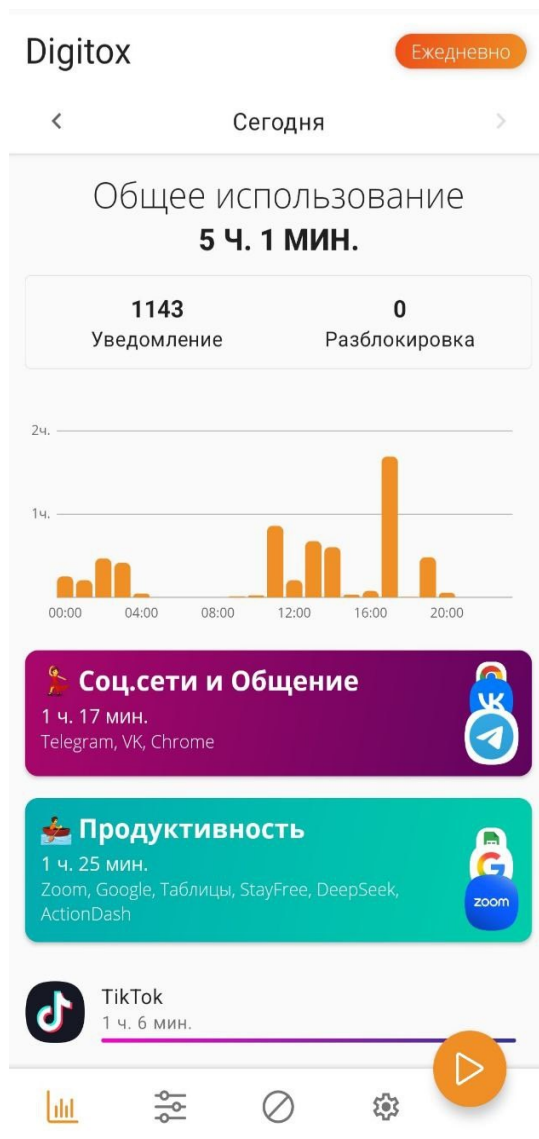 Digitox
Ежедневно
Сегодня
Общее использование
5 Ч. 1 МИН.
1143
Уведомление
0
Разблокировка
2ч.
1ч.
00:00 04:00 08:00 12:00 16:00 20:00
💃 Соц.сети и Общение
1 ч. 17 мин.
Telegram, VK, Chrome
🚣 Продуктивность
1 ч. 25 мин.
Zoom, Google, Таблицы, StayFree, DeepSeek,
ActionDash
zoom
TikTok
1 ч. 6 мин.